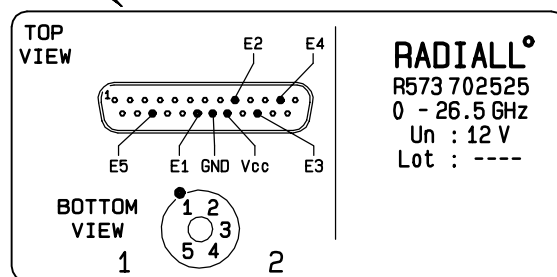 TOP
VIEW
E2 E4
1
E5 E1 GND Vcc E3
BOTTOM
VIEW
1 2
3
5 4
1 2
RADIALL°
R573 702525
0 - 26.5 GHz
Un : 12 V
Lot : ----